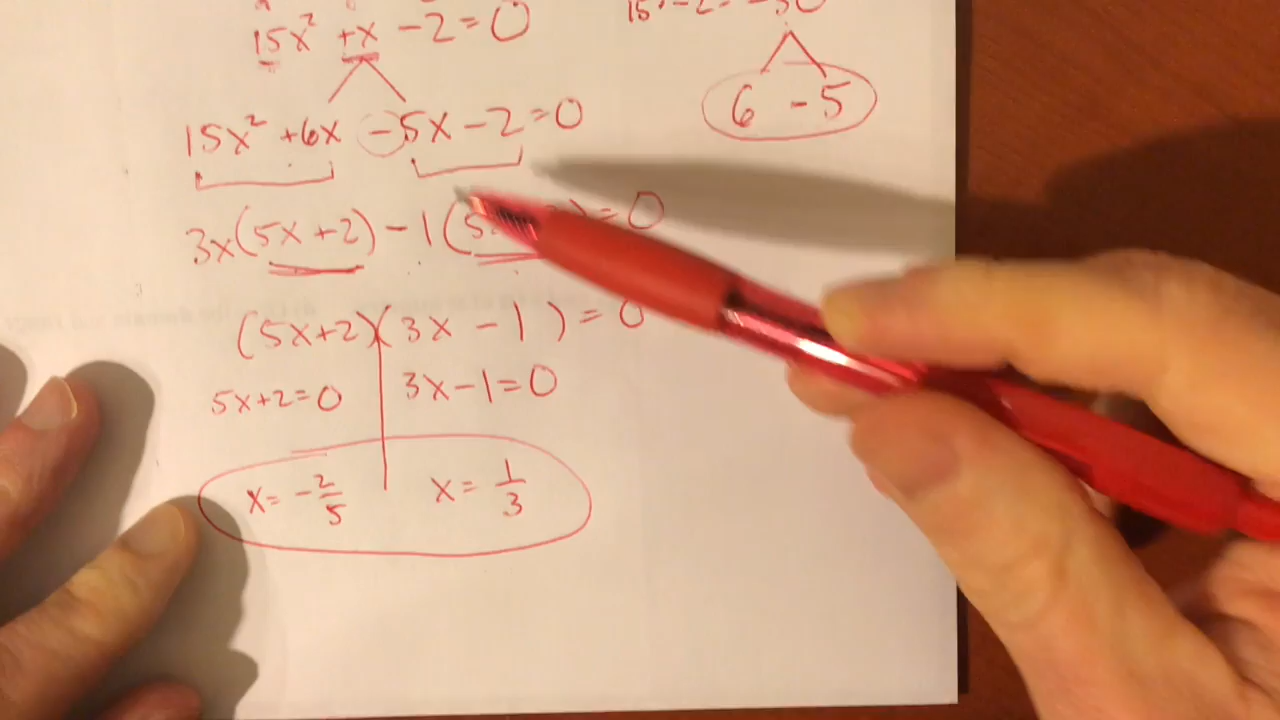 15x² +x -2=0
15x² +6x -5x -2 =0
6 -5
3x(5x+2) -1(5 ) = 0
(5x+2)(3x -1) = 0
5x+2=0
3x-1=0
x= -2/5
x= 1/3